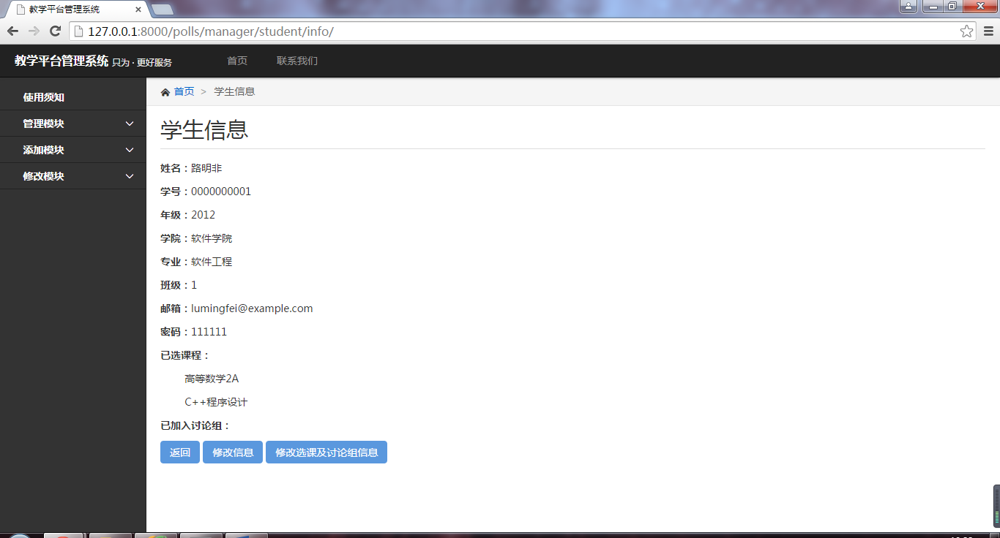 教学平台管理系统
127.0.0.1:8000/polls/manager/student/info/
教学平台管理系统 只为 · 更好服务 首页 联系我们
使用须知
管理模块
添加模块
修改模块
首页 > 学生信息
学生信息
姓名：路明非
学号：0000000001
年级：2012
学院：软件学院
专业：软件工程
班级：1
邮箱：lumingfei@example.com
密码：111111
已选课程：
高等数学2A
C++程序设计
已加入讨论组：
返回 修改信息 修改选课及讨论组信息